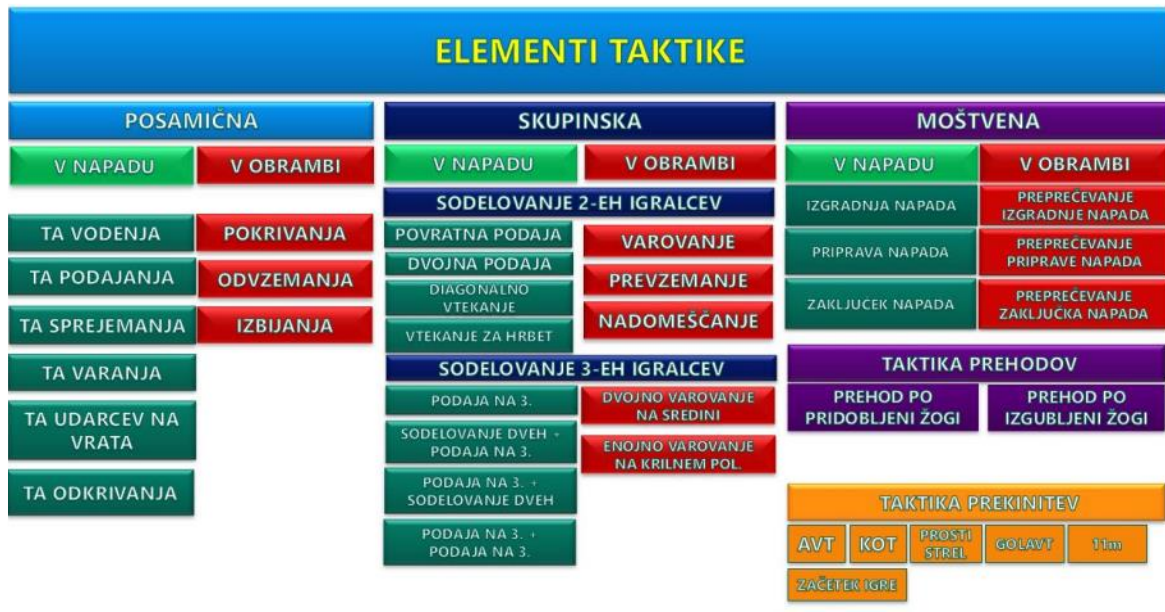 ELEMENTI TAKTIKE
POSAMIČNA
V NAPADU
V OBRAMBI
TA VODENJA
POKRIVANJA
TA PODAJANJA
ODVZEMANJA
TA SPREJEMANJA
IZBIJANJA
TA VARANJA
TA UDARCEV NA
VRATA
TA ODKRIVANJA
SKUPINSKA
V NAPADU
V OBRAMBI
SODELOVANJE 2-EH IGRALCEV
POVRATNA PODAJA
DVOJNA PODAJA
DIAGONALNO
VTEKANJE
VTEKANJE ZA HRBET
VAROVANJE
PREVZEMANJE
NADOMEŠČANJE
SODELOVANJE 3-EH IGRALCEV
PODAJA NA 3.
SODELOVANJE DVEH +
PODAJA NA 3.
PODAJA NA 3. +
SODELOVANJE DVEH
PODAJA NA 3. +
PODAJA NA 3.
DVOJNO VAROVANJE
NA SREDINI
ENOJNO VAROVANJE
NA KRILNEM POL.
MOŠTVENA
V NAPADU
V OBRAMBI
IZGRADNJA NAPADA
PREPREČEVANJE
IZGRADNJE NAPADA
PRIPRAVA NAPADA
PREPREČEVANJE
PRIPRAVE NAPADA
ZAKLJUCEK NAPADA
PREPREČEVANJE
ZAKLJUČKA NAPADA
TAKTIKA PREHODOV
PREHOD PO
PRIDOBLJENI ŽOGI
PREHOD PO
IZGUBLJENI ŽOGI
TAKTIKA PREKINITEV
AVT
KOT
PROSTI
STREL
GOLAVT
11m
ZAČETEK IGRE